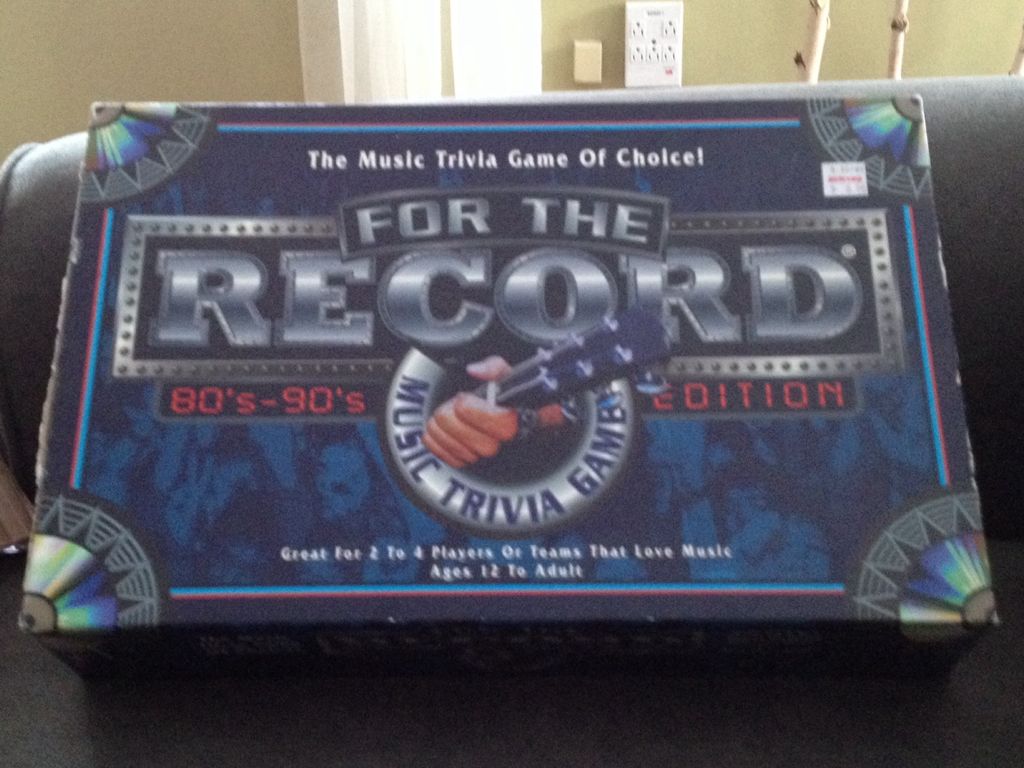 The Music Trivia Game Of Choice!
FOR THE
RECORD®
80's-90's EDITION
MUSIC TRIVIA GAME
Great For 2 To 4 Players Or Teams That Love Music
Ages 12 To Adult